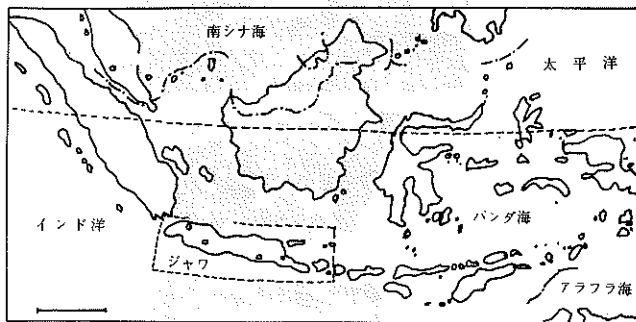 南シナ海
太平洋
インド洋
バンダ海
ジャワ
アラフラ海